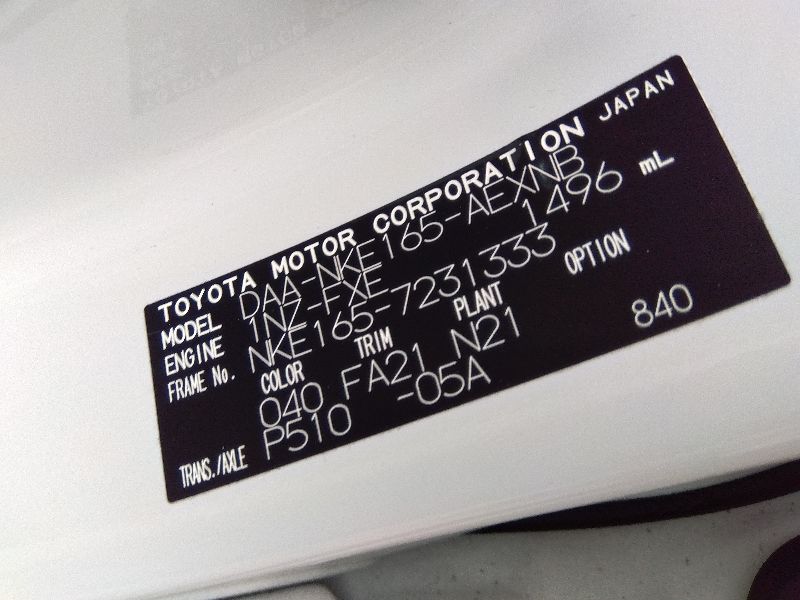 TOYOTA MOTOR CORPORATION JAPAN
MODEL DAA-NKE165-AEXNB
ENGINE 1NZ-FXE 1496 mL
FRAME No. NKE165-7231333
COLOR TRIM PLANT OPTION
040 FA21 N21 840
TRANS./AXLE P510 -05A